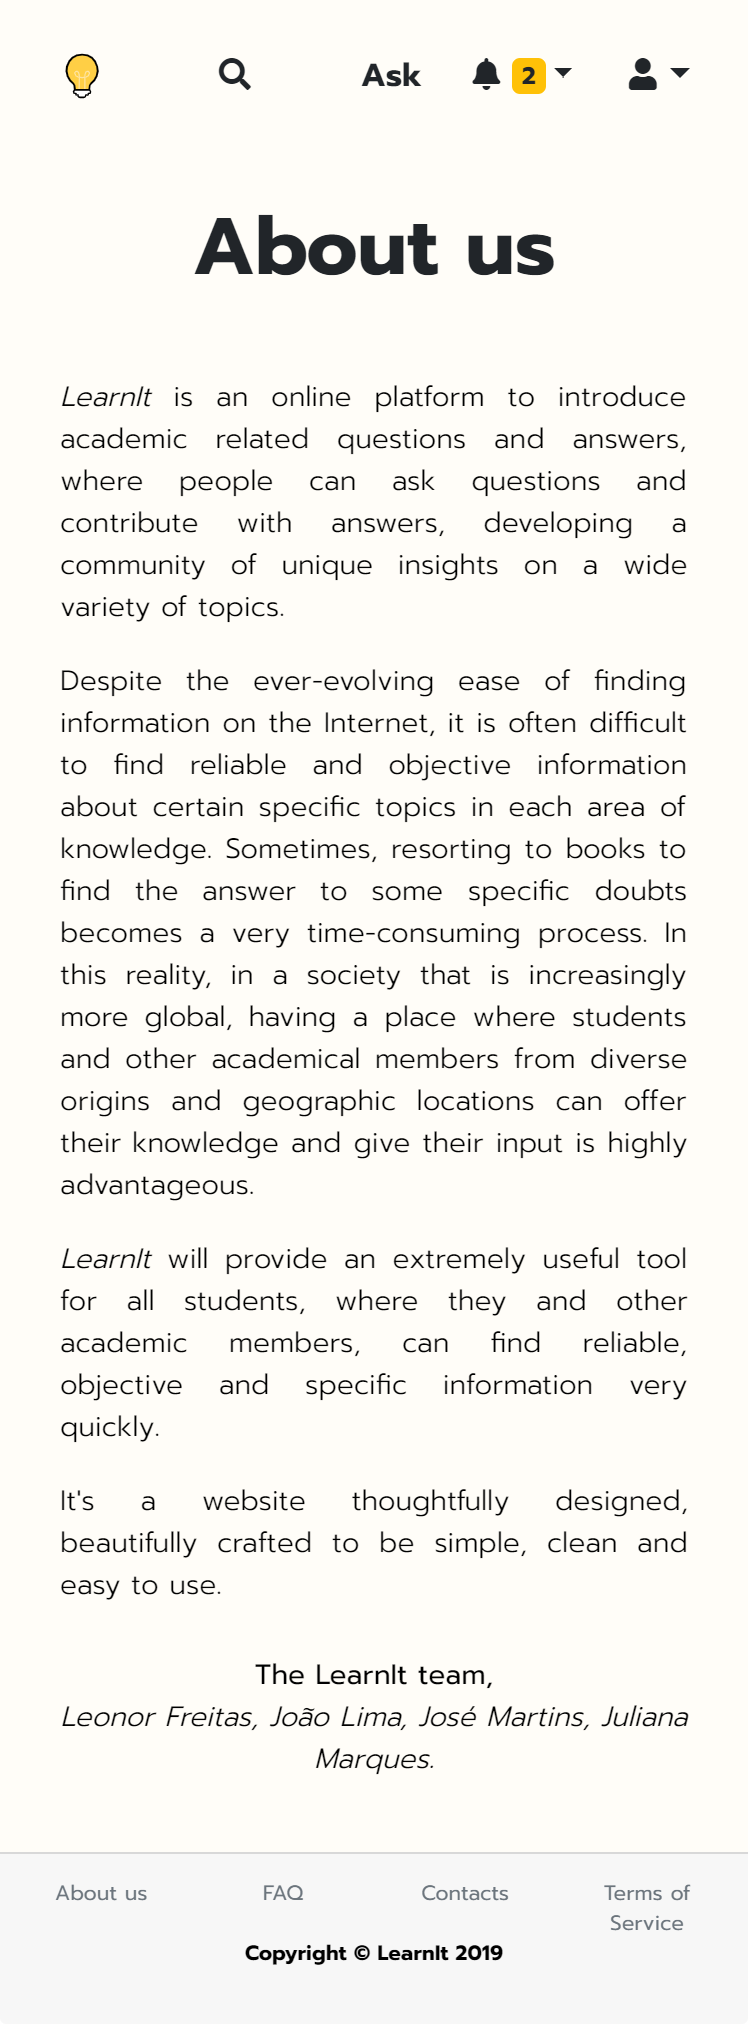 Ask
2
About us
LearnIt is an online platform to introduce
academic related questions and answers,
where people can ask questions and
contribute with answers, developing a
community of unique insights on a wide
variety of topics.
Despite the ever-evolving ease of finding
information on the Internet, it is often difficult
to find reliable and objective information
about certain specific topics in each area of
knowledge. Sometimes, resorting to books to
find the answer to some specific doubts
becomes a very time-consuming process. In
this reality, in a society that is increasingly
more global, having a place where students
and other academical members from diverse
origins and geographic locations can offer
their knowledge and give their input is highly
advantageous.
LearnIt will provide an extremely useful tool
for all students, where they and other
academic members, can find reliable,
objective and specific information very
quickly.
It's a website thoughtfully designed,
beautifully crafted to be simple, clean and
easy to use.
The LearnIt team,
Leonor Freitas, João Lima, José Martins, Juliana
Marques.
About us FAQ Contacts Terms of
Service
Copyright © LearnIt 2019